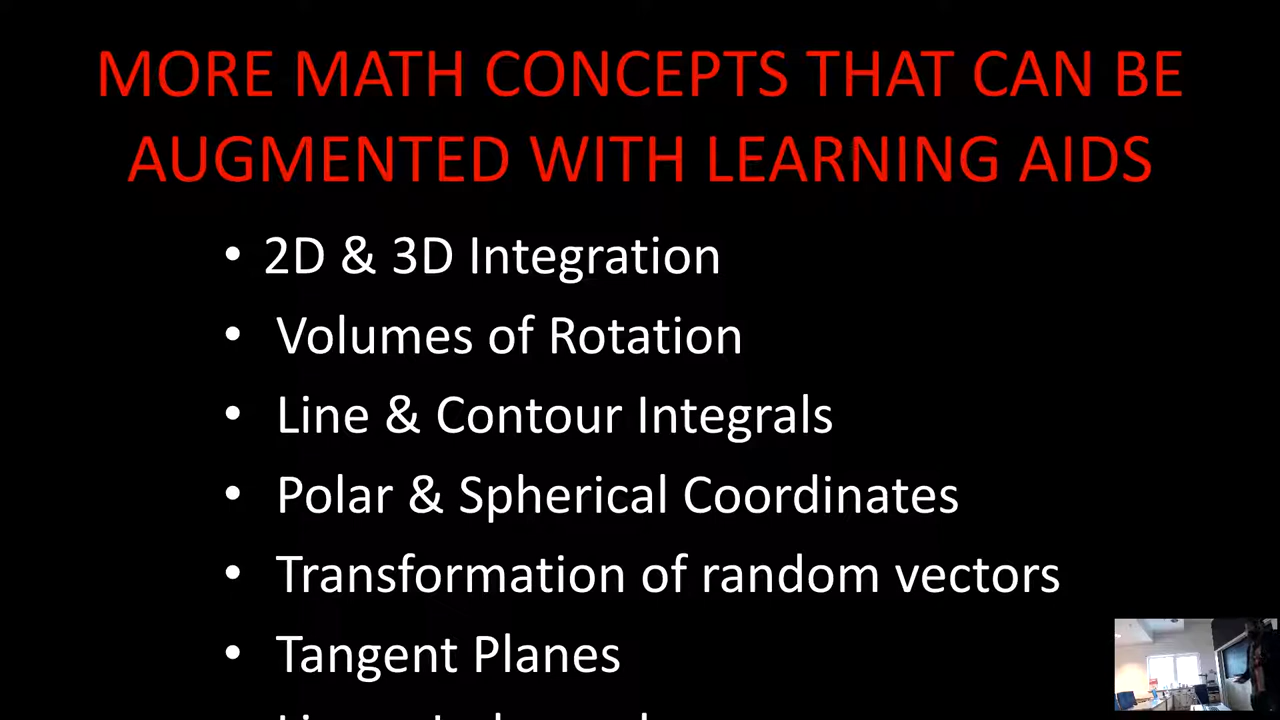 MORE MATH CONCEPTS THAT CAN BE
AUGMENTED WITH LEARNING AIDS
• 2D & 3D Integration
• Volumes of Rotation
• Line & Contour Integrals
• Polar & Spherical Coordinates
• Transformation of random vectors
• Tangent Planes